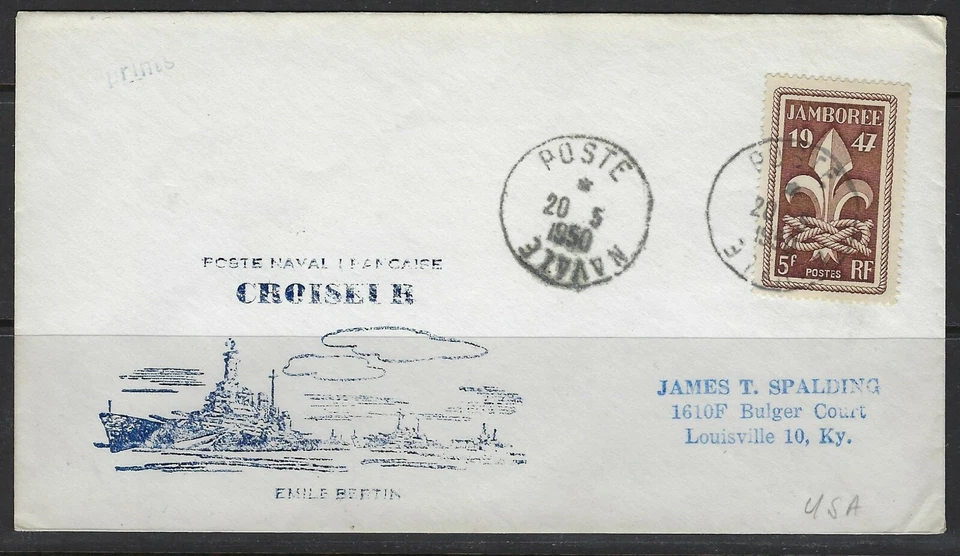 prints
JAMBOREE
19 47
5F POSTES RF
POSTE
*
20 5
1950
NAVALE
POSTE NAVAL FRANCAISE
CROISEUR
EMILE BERTIN
JAMES T. SPALDING
1610F Bulger Court
Louisville 10, Ky.
USA